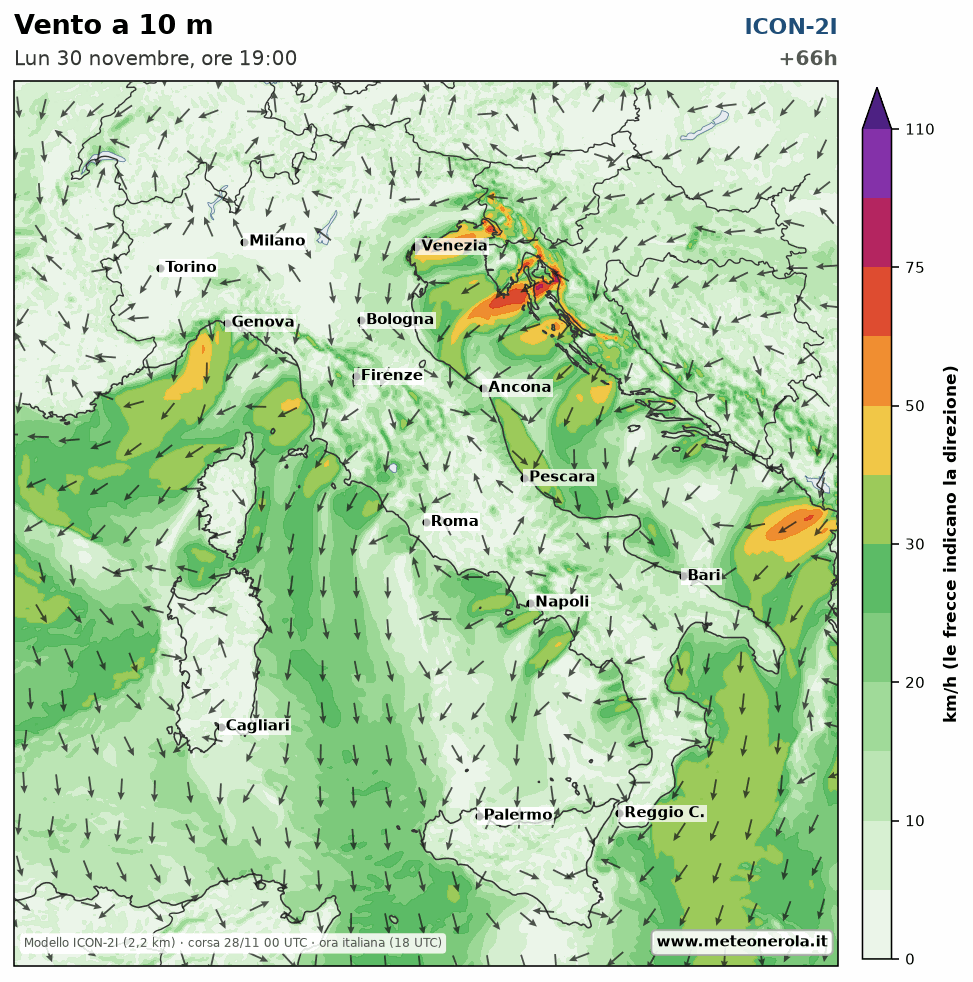 Vento a 10 m
ICON-2I
Lun 30 novembre, ore 19:00
+66h
110
75
50
30
20
10
0
km/h (le frecce indicano la direzione)
Milano
Venezia
Torino
Genova
Bologna
Firenze
Ancona
Pescara
Roma
Bari
Napoli
Cagliari
Palermo
Reggio C.
Modello ICON-2I (2,2 km) · corsa 28/11 00 UTC · ora italiana (18 UTC)
www.meteonerola.it